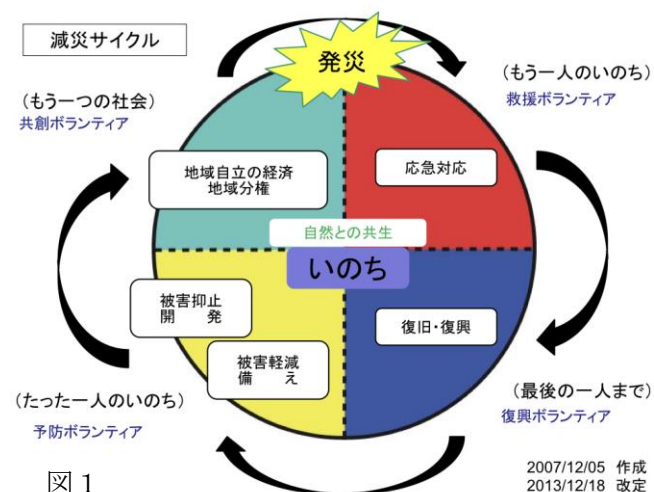 減災サイクル
発災
(もう一人のいのち)
救援ボランティア
(もう一つの社会)
共創ボランティア
地域自立の経済
地域分権
応急対応
自然との共生
いのち
被害抑止
開　発
被害軽減
備　え
復旧・復興
(たった一人のいのち)
予防ボランティア
(最後の一人まで)
復興ボランティア
図1
2007/12/05 作成
2013/12/18 改定